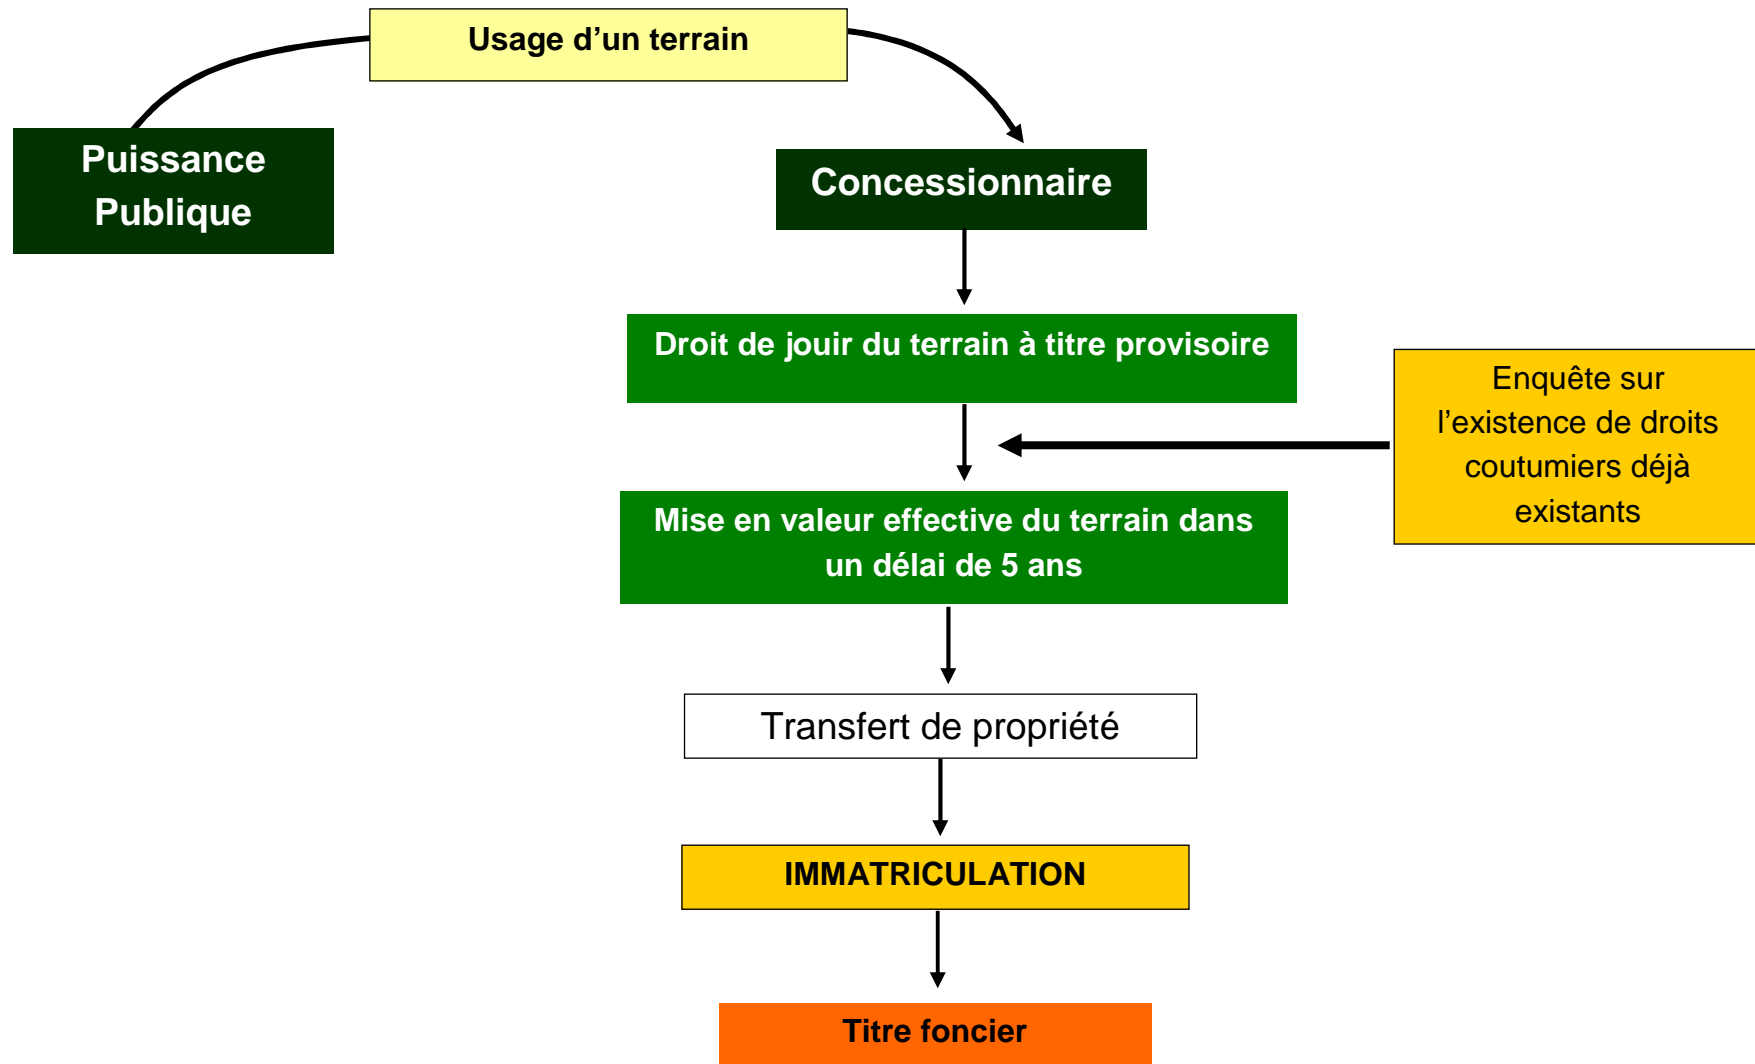 Usage d’un terrain
Puissance
Publique
Concessionnaire
Droit de jouir du terrain à titre provisoire
Enquête sur
l’existence de droits
coutumiers déjà
existants
Mise en valeur effective du terrain dans
un délai de 5 ans
Transfert de propriété
IMMATRICULATION
Titre foncier